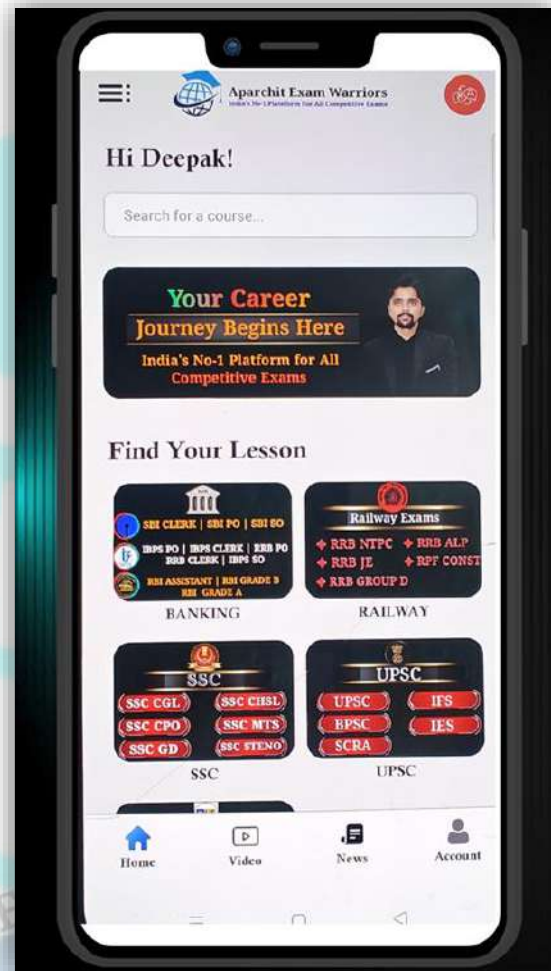 Aparchit Exam Warriors
India's No-1 Platform for All Competitive Exams
Hi Deepak!
Search for a course...
Your Career
Journey Begins Here
India's No-1 Platform for All
Competitive Exams
Find Your Lesson
SBI CLERK | SBI PO | SBI SO
IBPS PO | IBPS CLERK | RRB PO
RRB CLERK | IBPS SO
RBI ASSISTANT | RBI GRADE B
RBI GRADE A
BANKING
Railway Exams
RRB NTPC RRB ALP
RRB JE RPF CONST
RRB GROUP D
RAILWAY
SSC
SSC CGL SSC CHSL
SSC CPO SSC MTS
SSC GD SSC STENO
SSC
UPSC
UPSC IFS
BPSC IES
SCRA
UPSC
Home Video News Account